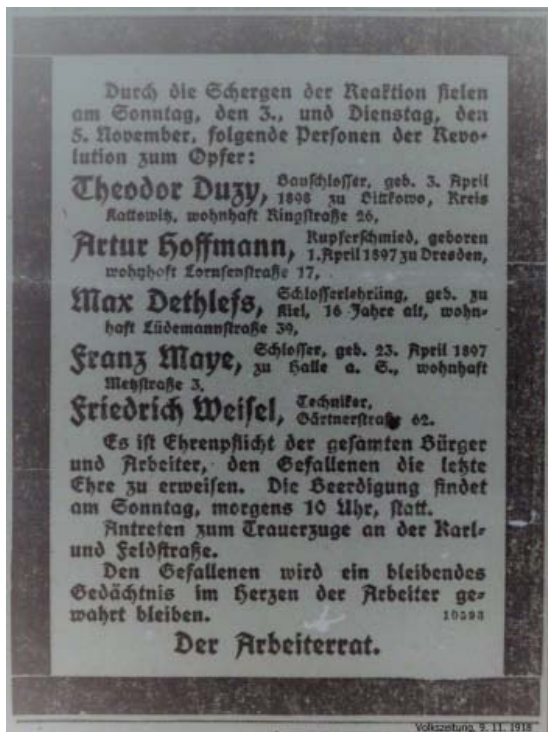 Durch die Schergen der Reaktion fielen
am Sonntag, den 3., und Dienstag, den
5. November, folgende Personen der Revo-
lution zum Opfer:
Theodor Duzy, Bauschlosser, geb. 3. April
1898 zu Bittkowo, Kreis
Kattowitz, wohnhaft Ringstraße 26,
Artur Hoffmann, Kupferschmied, geboren
1. April 1897 zu Dresden,
wohnhaft Lornsenstraße 17,
Max Dethlefs, Schlosserlehrling, geb. zu
Kiel, 16 Jahre alt, wohn-
haft Lüdemannstraße 39,
Franz Maye, Schlosser, geb. 23. April 1897
zu Halle a. S., wohnhaft
Metzstraße 3,
Friedrich Weisel, Techniker,
Gärtnerstraße 62.
Es ist Ehrenpflicht der gesamten Bürger
und Arbeiter, den Gefallenen die letzte
Ehre zu erweisen. Die Beerdigung findet
am Sonntag, morgens 10 Uhr, statt.
Antreten zum Trauerzuge an der Karl-
und Feldstraße.
Den Gefallenen wird ein bleibendes
Gedächtnis im Herzen der Arbeiter ge-
wahrt bleiben. 10593
Der Arbeiterrat.
Volkszeitung, 9. 11. 1918